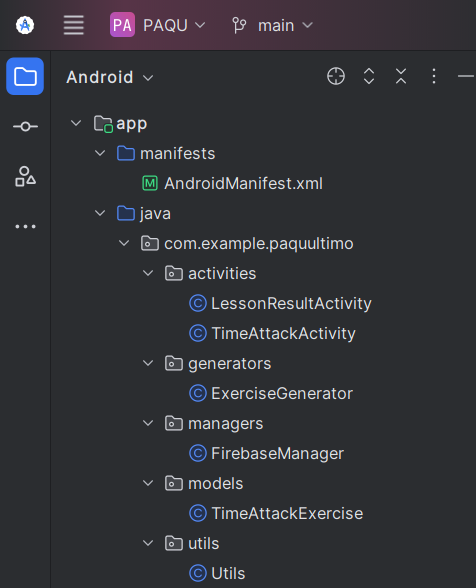 PA PAQU main
Android
app
manifests
M AndroidManifest.xml
java
com.example.paquultimo
activities
C LessonResultActivity
C TimeAttackActivity
generators
C ExerciseGenerator
managers
C FirebaseManager
models
C TimeAttackExercise
utils
C Utils